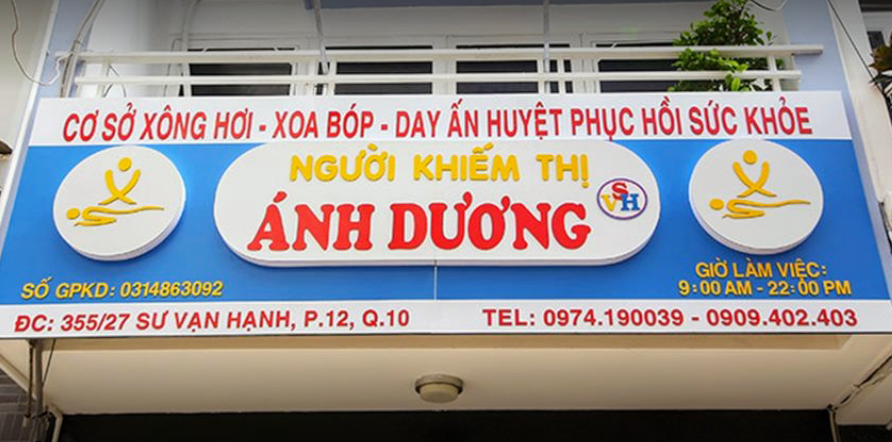 CƠ SỞ XÔNG HƠI - XOA BÓP - DAY ẤN HUYỆT PHỤC HỒI SỨC KHỎE
NGƯỜI KHIẾM THỊ
ÁNH DƯƠNG
VSH
SỐ GPKD: 0314863092
GIỜ LÀM VIỆC:
9:00 AM - 22:00 PM
ĐC: 355/27 SƯ VẠN HẠNH, P.12, Q.10
TEL: 0974.190039 - 0909.402.403